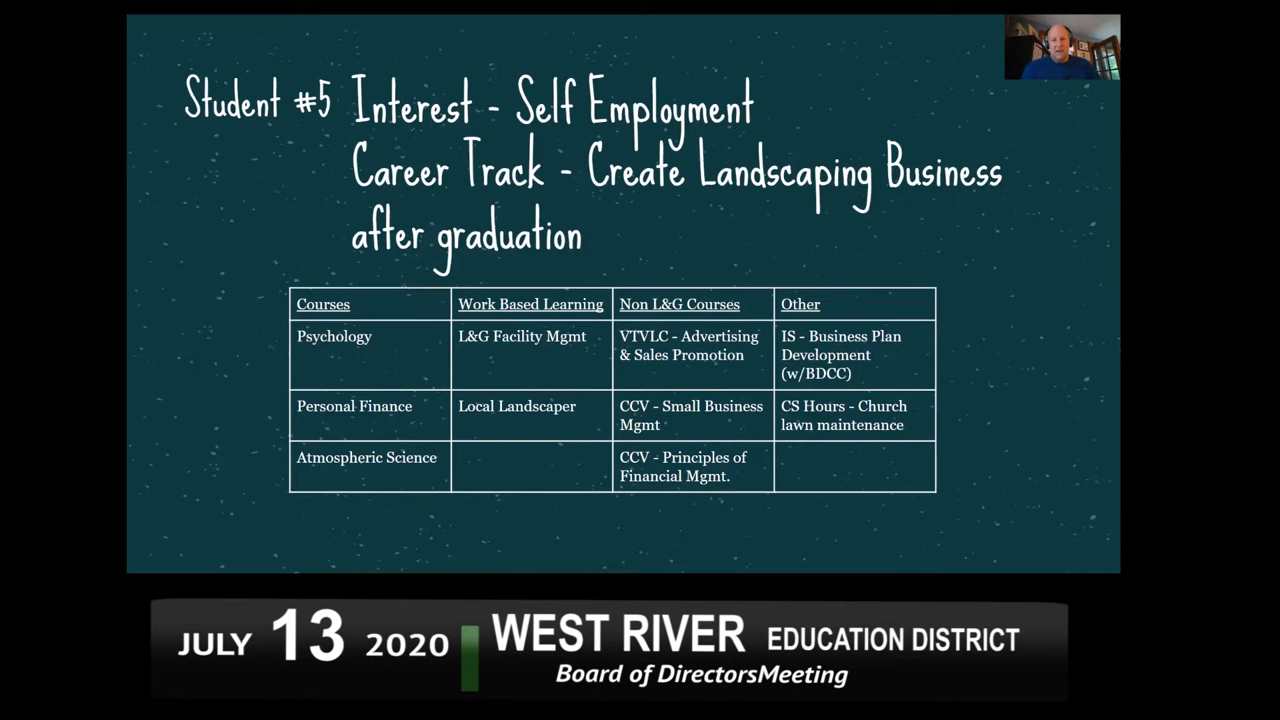 Student #5 Interest - Self Employment
Career Track - Create Landscaping Business
after graduation
Courses
Work Based Learning
Non L&G Courses
Other
Psychology
L&G Facility Mgmt
VTVLC - Advertising
& Sales Promotion
IS - Business Plan
Development
(w/BDCC)
Personal Finance
Local Landscaper
CCV - Small Business
Mgmt
CS Hours - Church
lawn maintenance
Atmospheric Science
CCV - Principles of
Financial Mgmt.
JULY 13 2020
WEST RIVER EDUCATION DISTRICT
Board of DirectorsMeeting